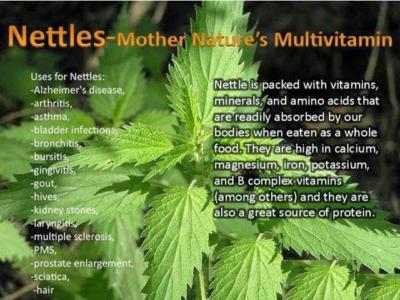 Nettles-Mother Nature's Multivitamin
Uses for Nettles:
-Alzheimer's disease,
-arthritis,
-asthma,
-bladder infections,
-bronchitis,
-bursitis,
-gingivitis,
-gout,
-hives,
-kidney stones,
-laryngitis,
-multiple sclerosis,
-PMS,
-prostate enlargement,
-sciatica,
-hair
Nettle is packed with vitamins,
minerals, and amino acids that
are readily absorbed by our
bodies when eaten as a whole
food. They are high in calcium,
magnesium, iron, potassium,
and B complex vitamins
(among others) and they are
also a great source of protein.